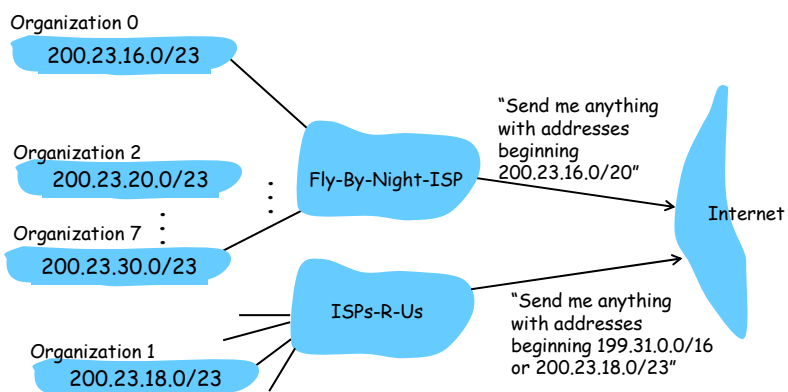 Organization 0
200.23.16.0/23
Organization 2
200.23.20.0/23
Organization 7
200.23.30.0/23
Fly-By-Night-ISP
“Send me anything
with addresses
beginning
200.23.16.0/20”
Internet
ISPs-R-Us
Organization 1
200.23.18.0/23
“Send me anything
with addresses
beginning 199.31.0.0/16
or 200.23.18.0/23”